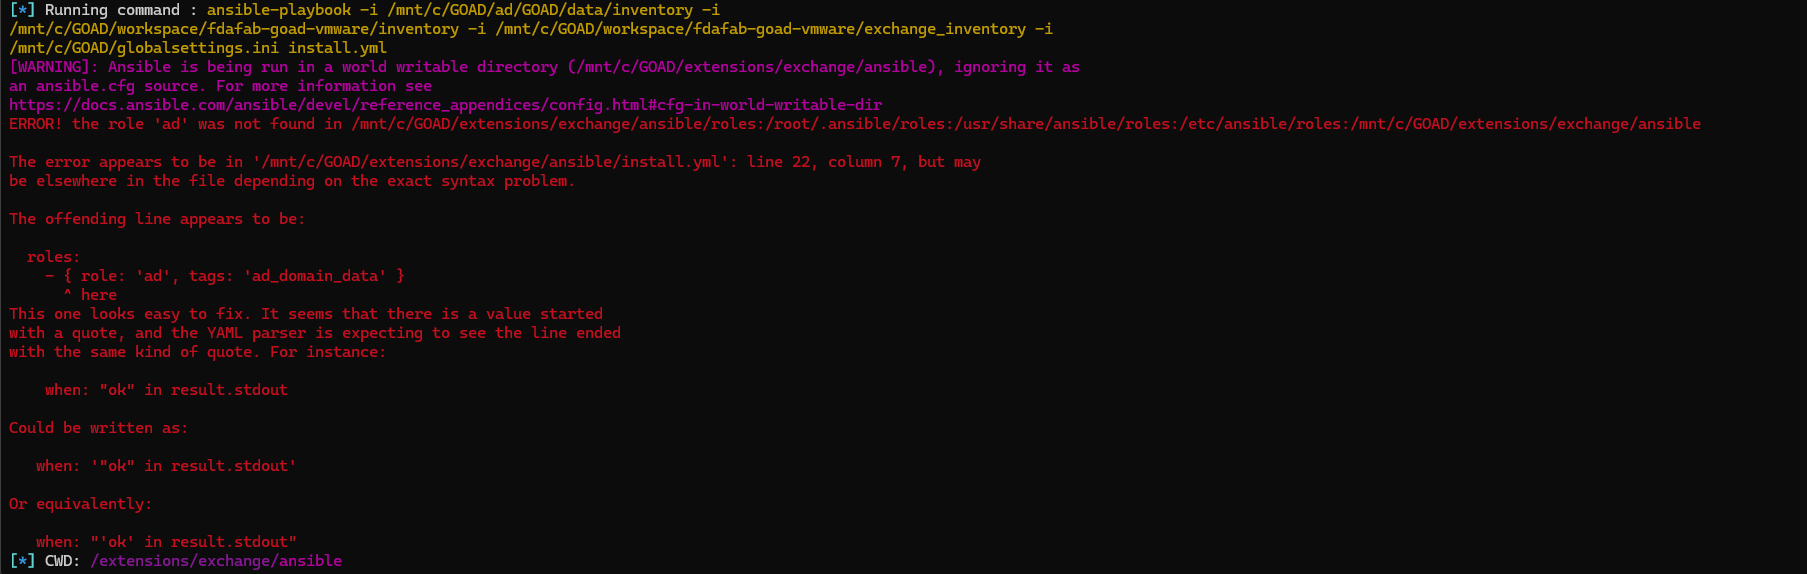 [*] Running command : ansible-playbook -i /mnt/c/GOAD/ad/GOAD/data/inventory -i
/mnt/c/GOAD/workspace/fdafab-goad-vmware/inventory -i /mnt/c/GOAD/workspace/fdafab-goad-vmware/exchange_inventory -i
/mnt/c/GOAD/globalsettings.ini install.yml
[WARNING]: Ansible is being run in a world writable directory (/mnt/c/GOAD/extensions/exchange/ansible), ignoring it as
an ansible.cfg source. For more information see
https://docs.ansible.com/ansible/devel/reference_appendices/config.html#cfg-in-world-writable-dir
ERROR! the role 'ad' was not found in /mnt/c/GOAD/extensions/exchange/ansible/roles:/root/.ansible/roles:/usr/share/ansible/roles:/etc/ansible/roles:/mnt/c/GOAD/extensions/exchange/ansible
The error appears to be in '/mnt/c/GOAD/extensions/exchange/ansible/install.yml': line 22, column 7, but may
be elsewhere in the file depending on the exact syntax problem.
The offending line appears to be:
roles:
- { role: 'ad', tags: 'ad_domain_data' }
^ here
This one looks easy to fix. It seems that there is a value started
with a quote, and the YAML parser is expecting to see the line ended
with the same kind of quote. For instance:
when: "ok" in result.stdout
Could be written as:
when: '"ok" in result.stdout'
Or equivalently:
when: "'ok' in result.stdout"
[*] CWD: /extensions/exchange/ansible